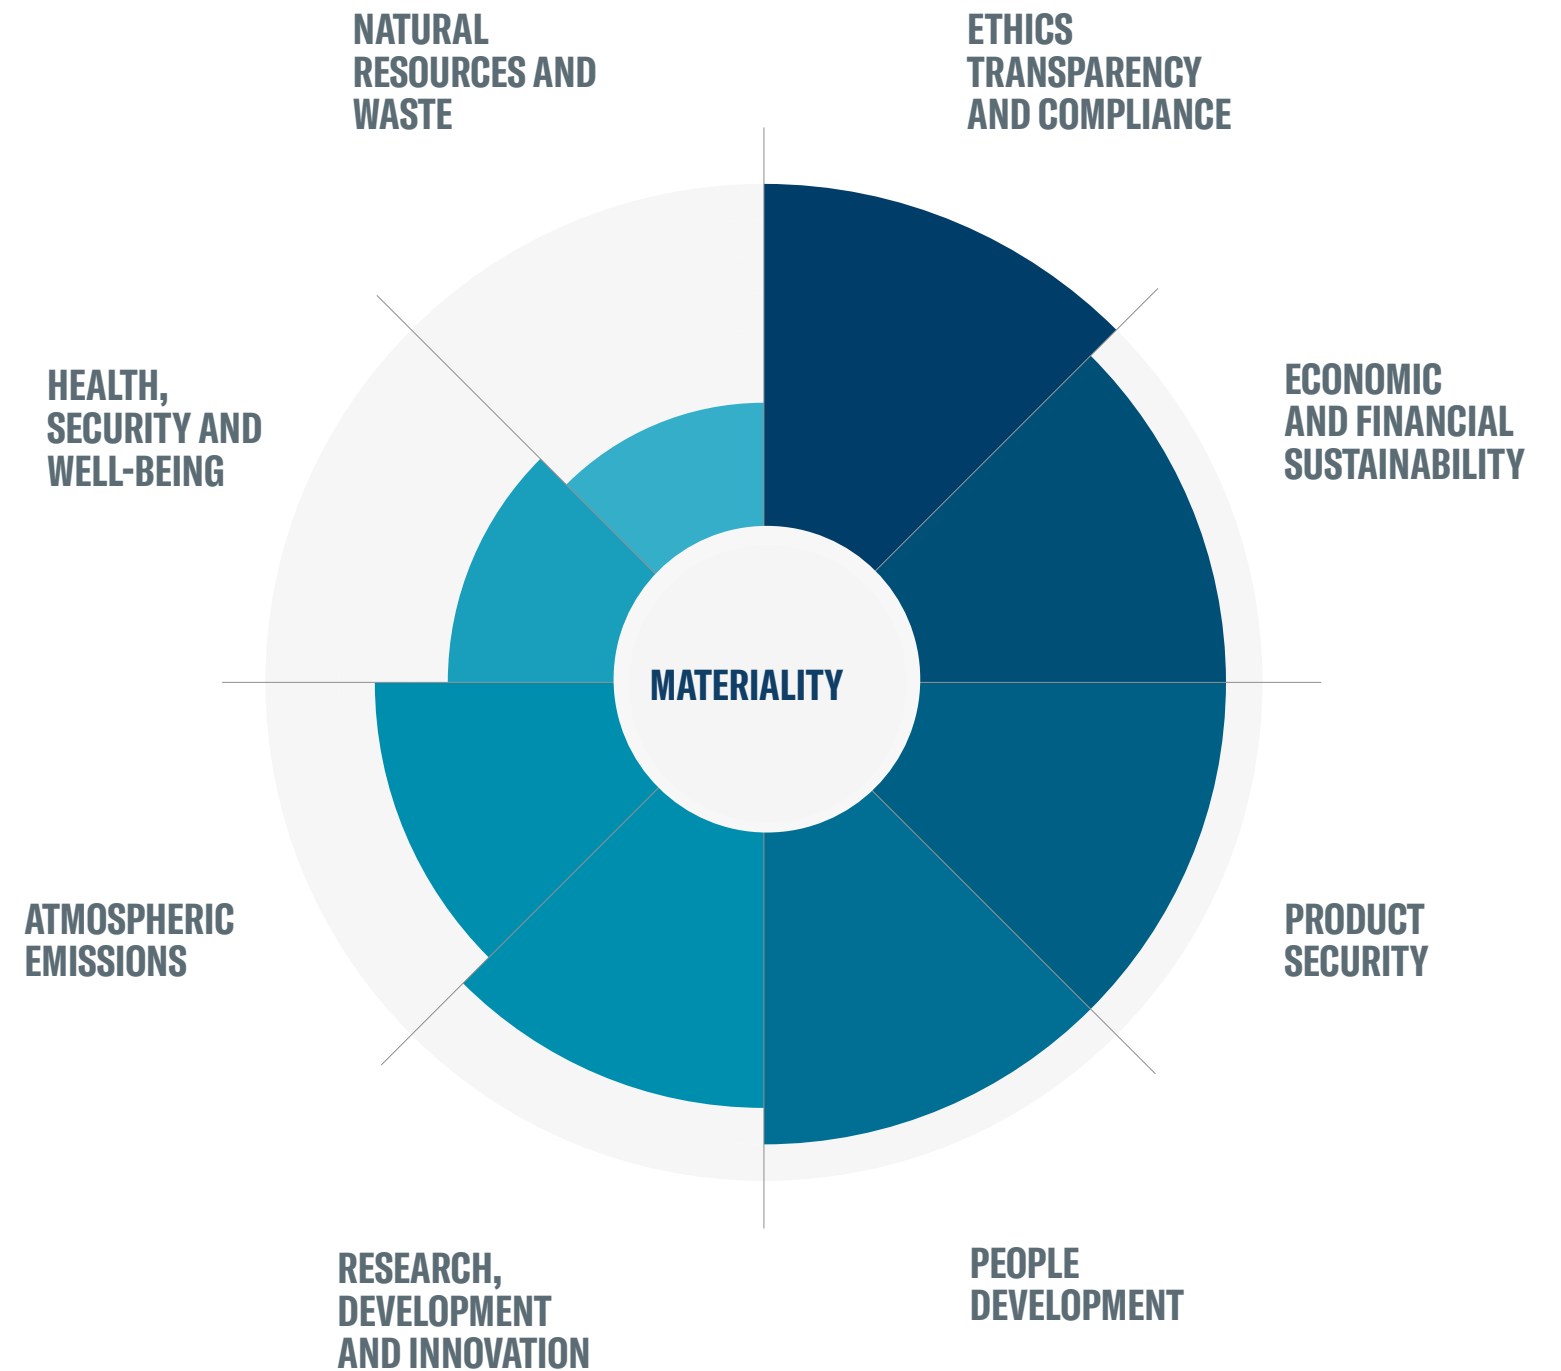 NATURAL
RESOURCES AND
WASTE
ETHICS
TRANSPARENCY
AND COMPLIANCE
HEALTH,
SECURITY AND
WELL-BEING
ECONOMIC
AND FINANCIAL
SUSTAINABILITY
MATERIALITY
ATMOSPHERIC
EMISSIONS
PRODUCT
SECURITY
RESEARCH,
DEVELOPMENT
AND INNOVATION
PEOPLE
DEVELOPMENT